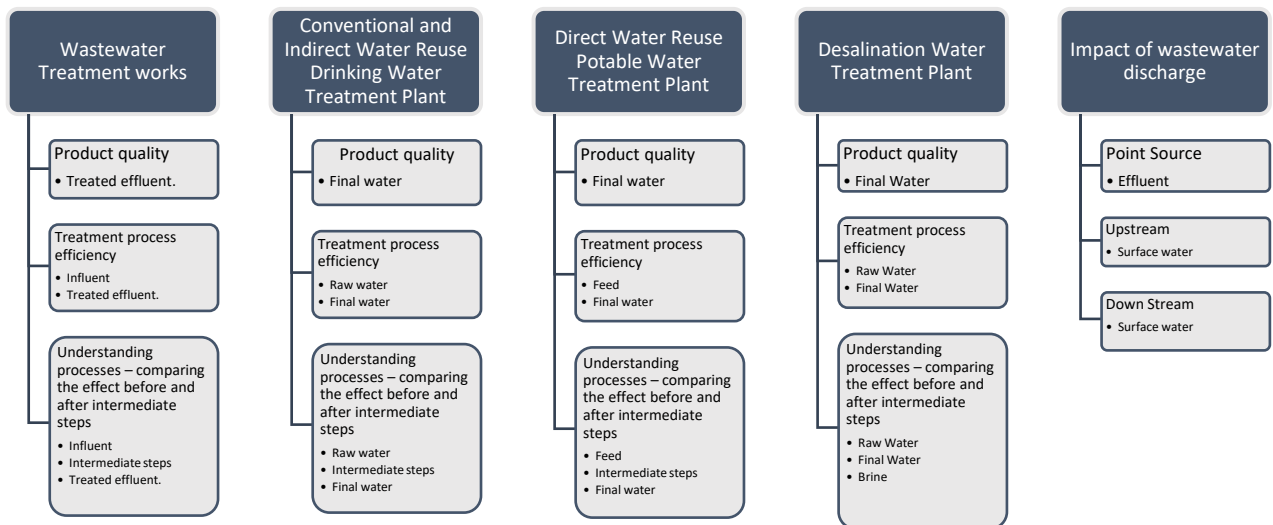 Wastewater
Treatment works
Product quality
• Treated effluent.
Treatment process
efficiency
• Influent
• Treated effluent.
Understanding
processes – comparing
the effect before and
after intermediate
steps
• Influent
• Intermediate steps
• Treated effluent.
Conventional and
Indirect Water Reuse
Drinking Water
Treatment Plant
Product quality
• Final water
Treatment process
efficiency
• Raw water
• Final water
Understanding
processes – comparing
the effect before and
after intermediate
steps
• Raw water
• Intermediate steps
• Final water
Direct Water Reuse
Potable Water
Treatment Plant
Product quality
• Final water
Treatment process
efficiency
• Feed
• Final water
Understanding
processes – comparing
the effect before and
after intermediate
steps
• Feed
• Intermediate steps
• Final water
Desalination Water
Treatment Plant
Product quality
• Final Water
Treatment process
efficiency
• Raw Water
• Final Water
Understanding
processes – comparing
the effect before and
after intermediate
steps
• Raw Water
• Final Water
• Brine
Impact of wastewater
discharge
Point Source
• Effluent
Upstream
• Surface water
Down Stream
• Surface water